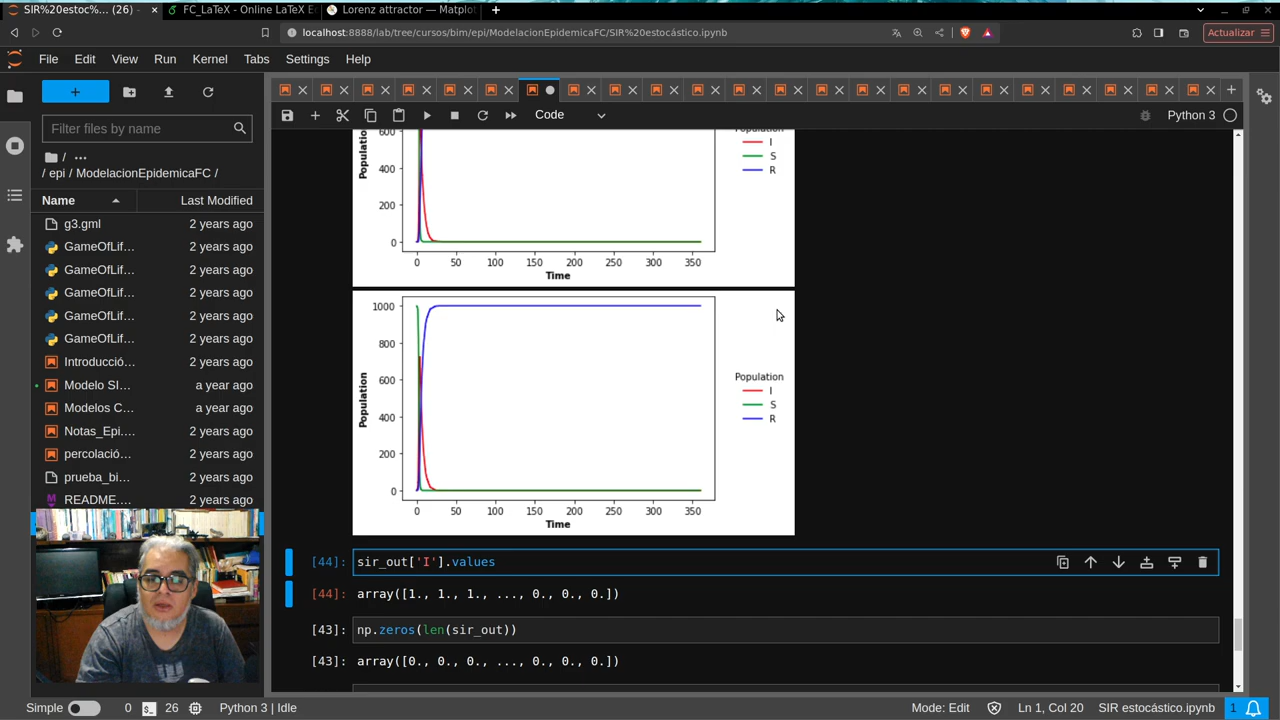 SIR%20estoc%... (26) -
FC_LaTeX - Online LaTeX E
Lorenz attractor — Matplot
localhost:8888/lab/tree/cursos/bim/epi/ModelacionEpidemicaFC/SIR%20estocástico.ipynb
Actualizar
File Edit View Run Kernel Tabs Settings Help
Filter files by name
Code
Python 3
/ ...
/ epi / ModelacionEpidemicaFC /
Name Last Modified
g3.gml 2 years ago
GameOfLif... 2 years ago
GameOfLif... 2 years ago
GameOfLif... 2 years ago
GameOfLif... 2 years ago
GameOfLif... 2 years ago
Introducció... 2 years ago
Modelo SI... a year ago
Modelos C... a year ago
Notas_Epi.... 2 years ago
percolació... 2 years ago
prueba_bi... 2 years ago
README.... 2 years ago
Population
600
400
200
0
0 50 100 150 200 250 300 350
Time
Population
I
S
R
Population
1000
800
600
400
200
0
0 50 100 150 200 250 300 350
Time
Population
I
S
R
[44]: sir_out['I'].values
[44]: array([1., 1., 1., ..., 0., 0., 0.])
[43]: np.zeros(len(sir_out))
[43]: array([0., 0., 0., ..., 0., 0., 0.])
Simple 0 26 Python 3 | Idle Mode: Edit Ln 1, Col 20 SIR estocástico.ipynb 1